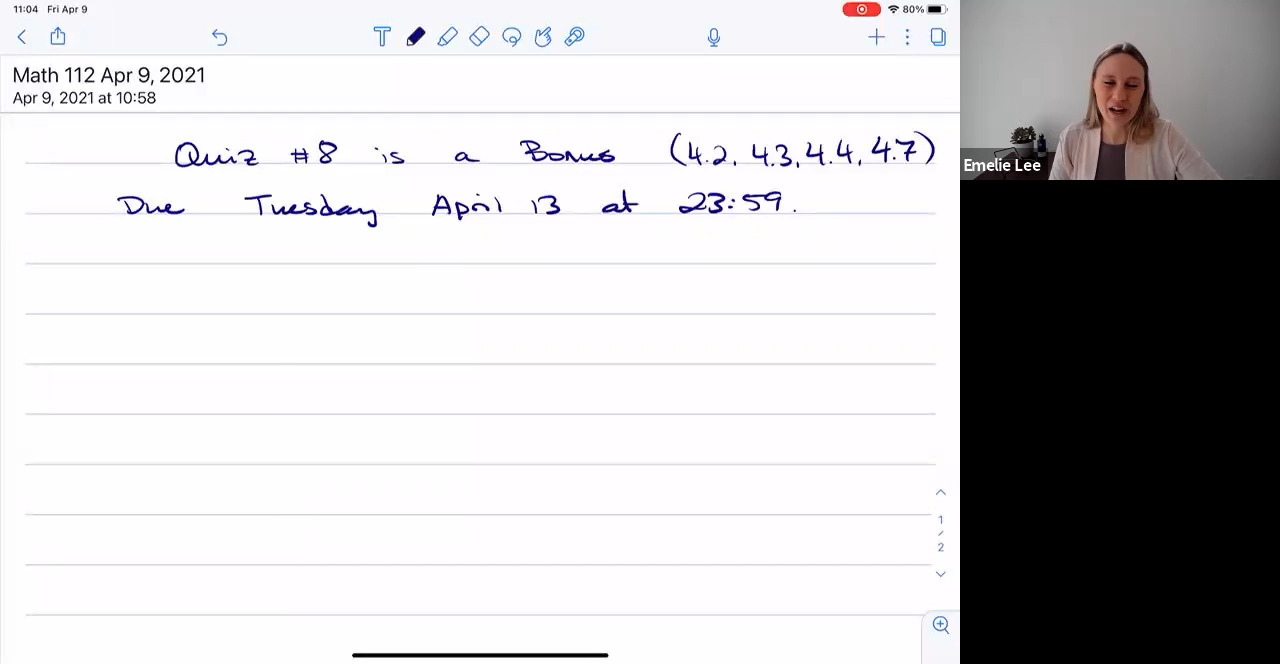 11:04 Fri Apr 9
80%
T
Math 112 Apr 9, 2021
Apr 9, 2021 at 10:58
Quiz #8 is a Bonus (4.2, 4.3, 4.4, 4.7)
Due Tuesday April 13 at 23:59.
Emelie Lee
1
/
2